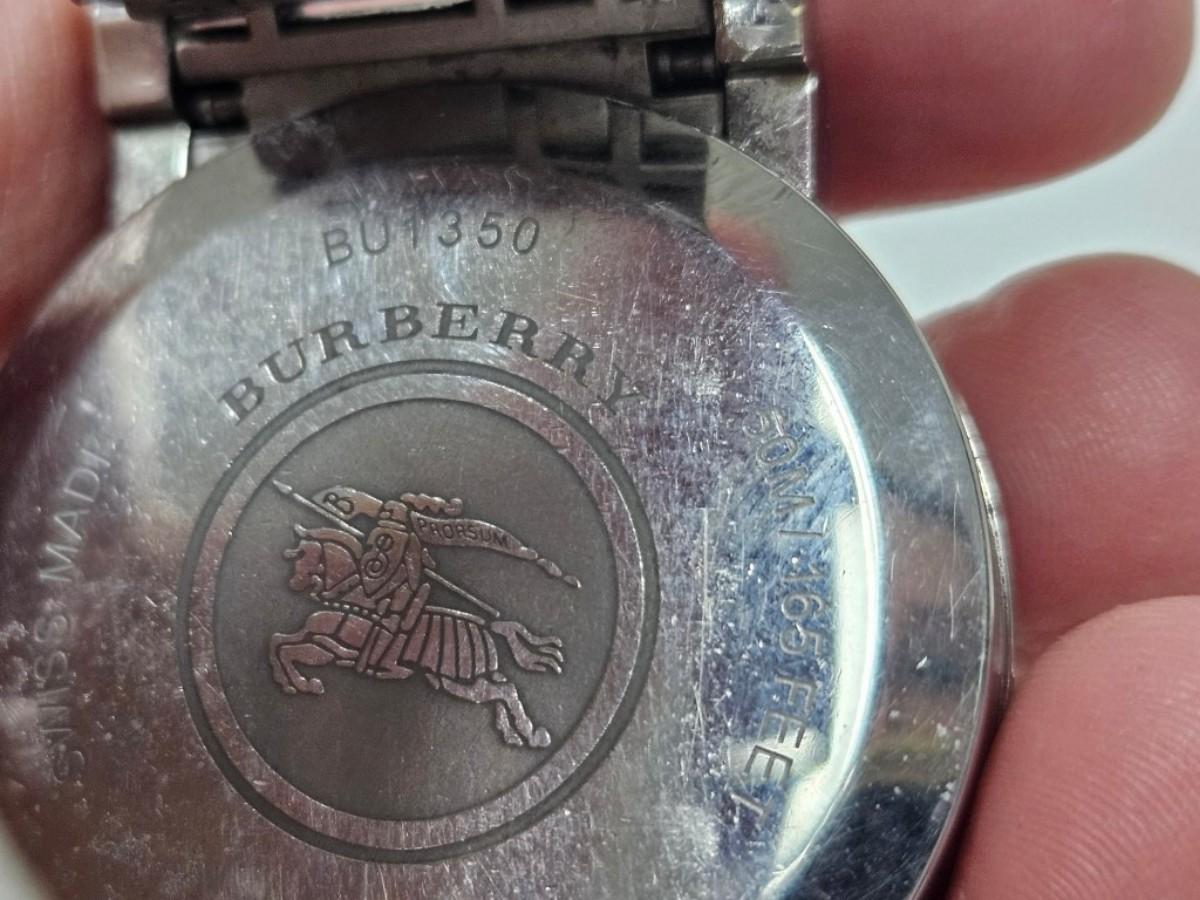 BU1350
BURBERRY
B
PRORSUM
50M / 165 FEET
SWISS MADE